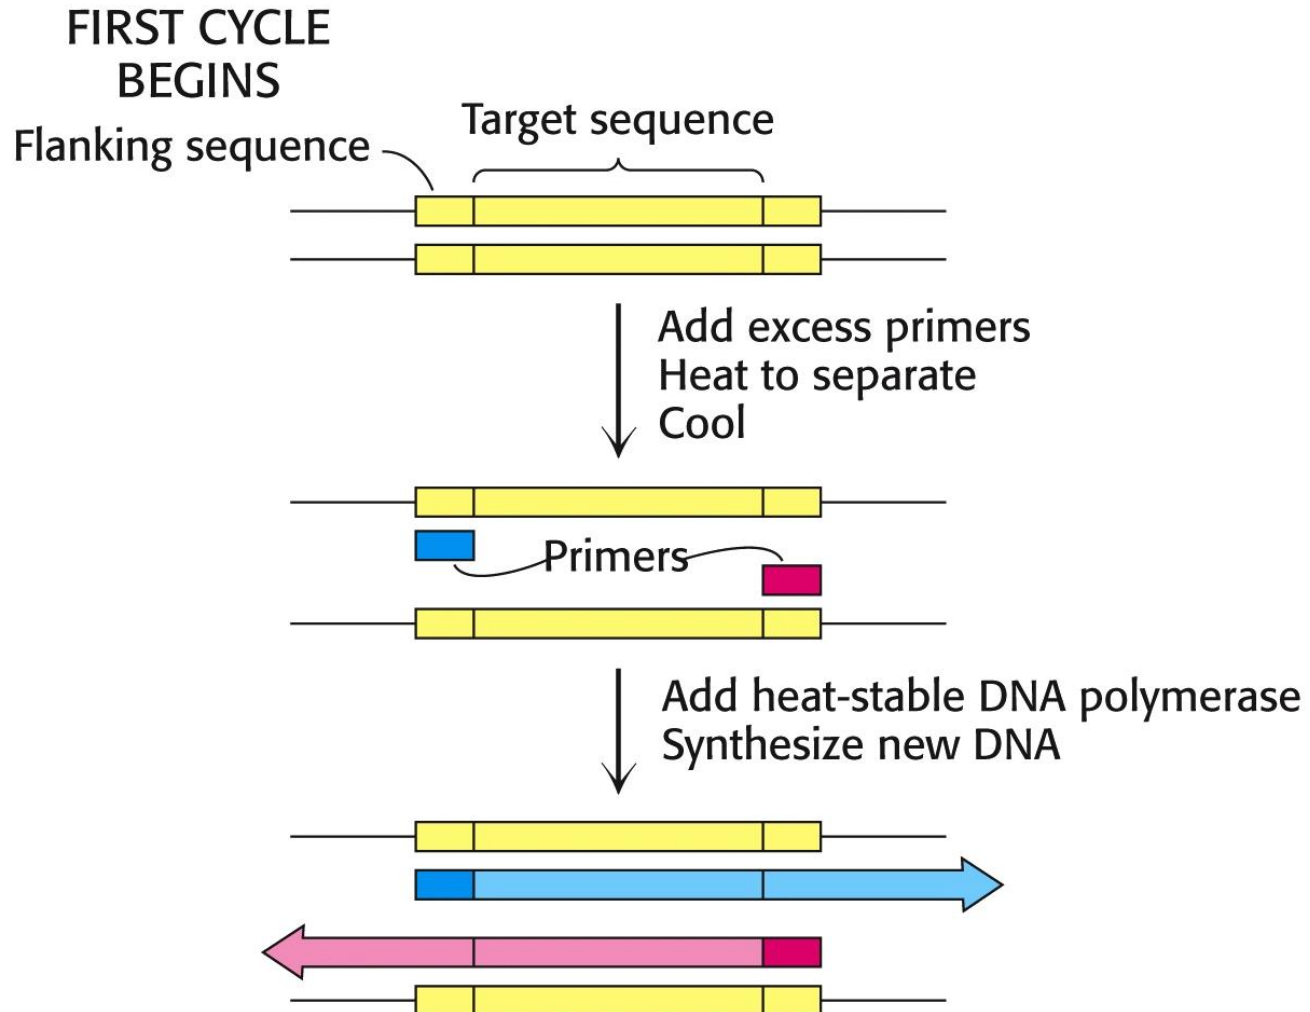 FIRST CYCLE
BEGINS
Target sequence
Flanking sequence
Add excess primers
Heat to separate
Cool
Primers
Add heat-stable DNA polymerase
Synthesize new DNA